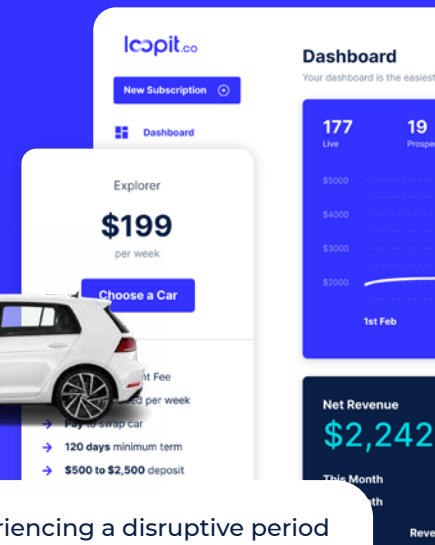 loopit.co
New Subscription
Dashboard
Explorer
$199
per week
Choose a Car
nt Fee
per week
Pay to swap car
120 days minimum term
$500 to $2,500 deposit
Dashboard
Your dashboard is the easiest
177
19
Live
Prospe
$5000
$4000
$3000
$2000
1st Feb
Net Revenue
$2,242
This Month
th
Reve
riencing a disruptive period